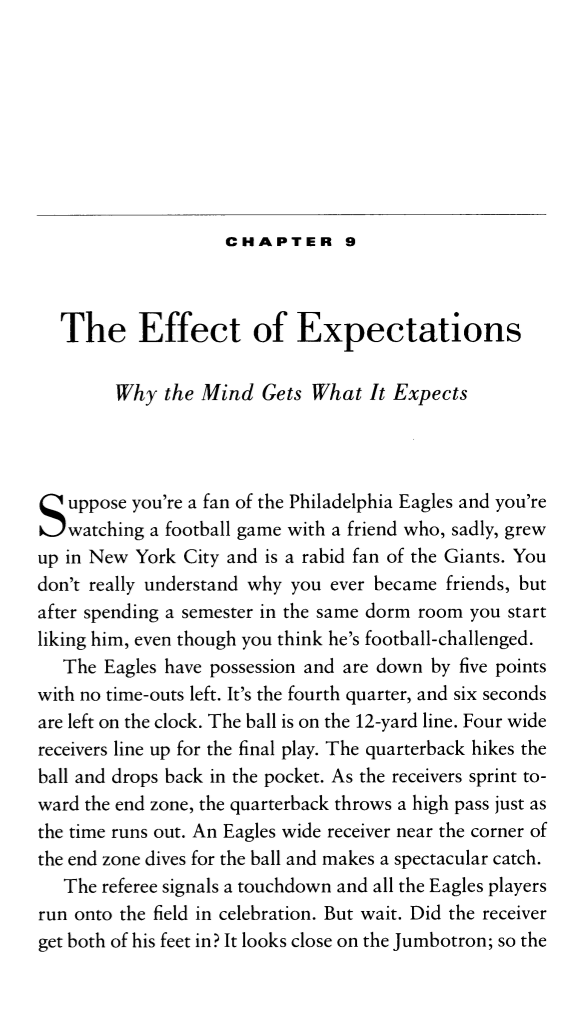 CHAPTER 9
The Effect of Expectations
Why the Mind Gets What It Expects
Suppose you're a fan of the Philadelphia Eagles and you're
watching a football game with a friend who, sadly, grew
up in New York City and is a rabid fan of the Giants. You
don't really understand why you ever became friends, but
after spending a semester in the same dorm room you start
liking him, even though you think he's football-challenged.
The Eagles have possession and are down by five points
with no time-outs left. It's the fourth quarter, and six seconds
are left on the clock. The ball is on the 12-yard line. Four wide
receivers line up for the final play. The quarterback hikes the
ball and drops back in the pocket. As the receivers sprint to-
ward the end zone, the quarterback throws a high pass just as
the time runs out. An Eagles wide receiver near the corner of
the end zone dives for the ball and makes a spectacular catch.
The referee signals a touchdown and all the Eagles players
run onto the field in celebration. But wait. Did the receiver
get both of his feet in? It looks close on the Jumbotron; so the